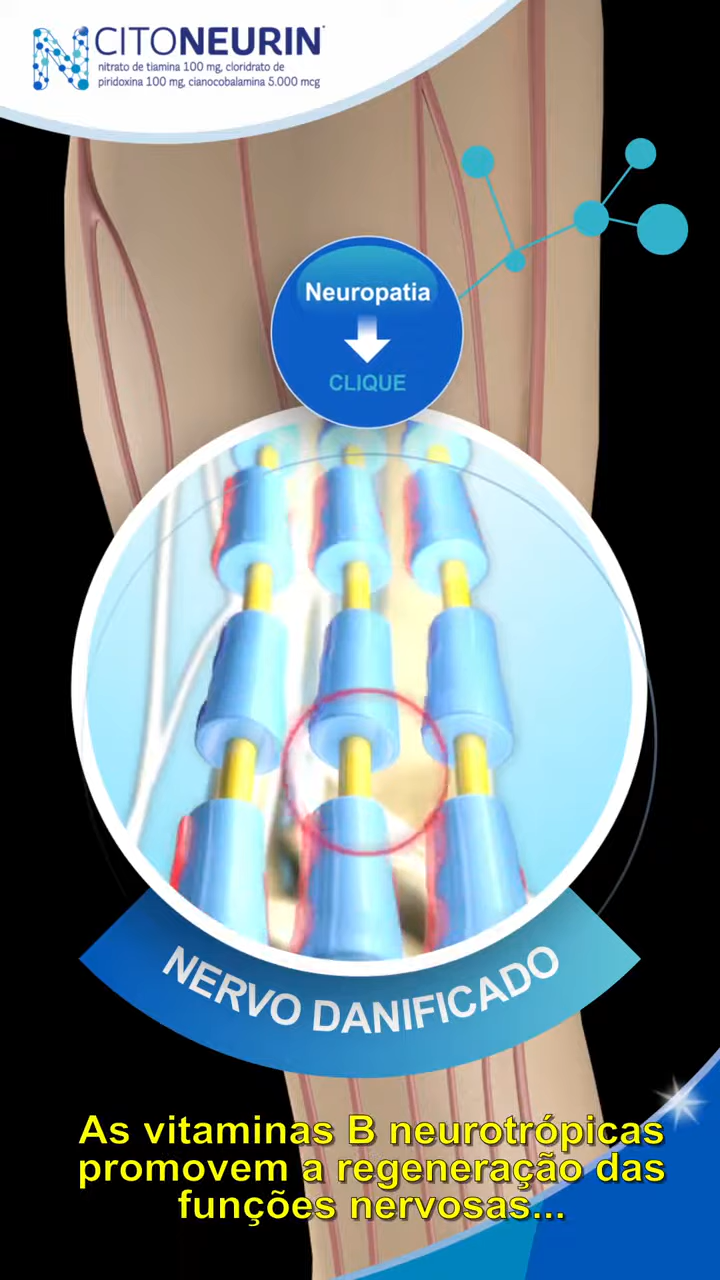 CITONEURIN
nitrato de tiamina 100 mg, cloridrato de
piridoxina 100 mg, cianocobalamina 5.000 mcg
Neuropatia
CLIQUE
NERVO DANIFICADO
As vitaminas B neurotrópicas
promovem a regeneração das
funções nervosas...